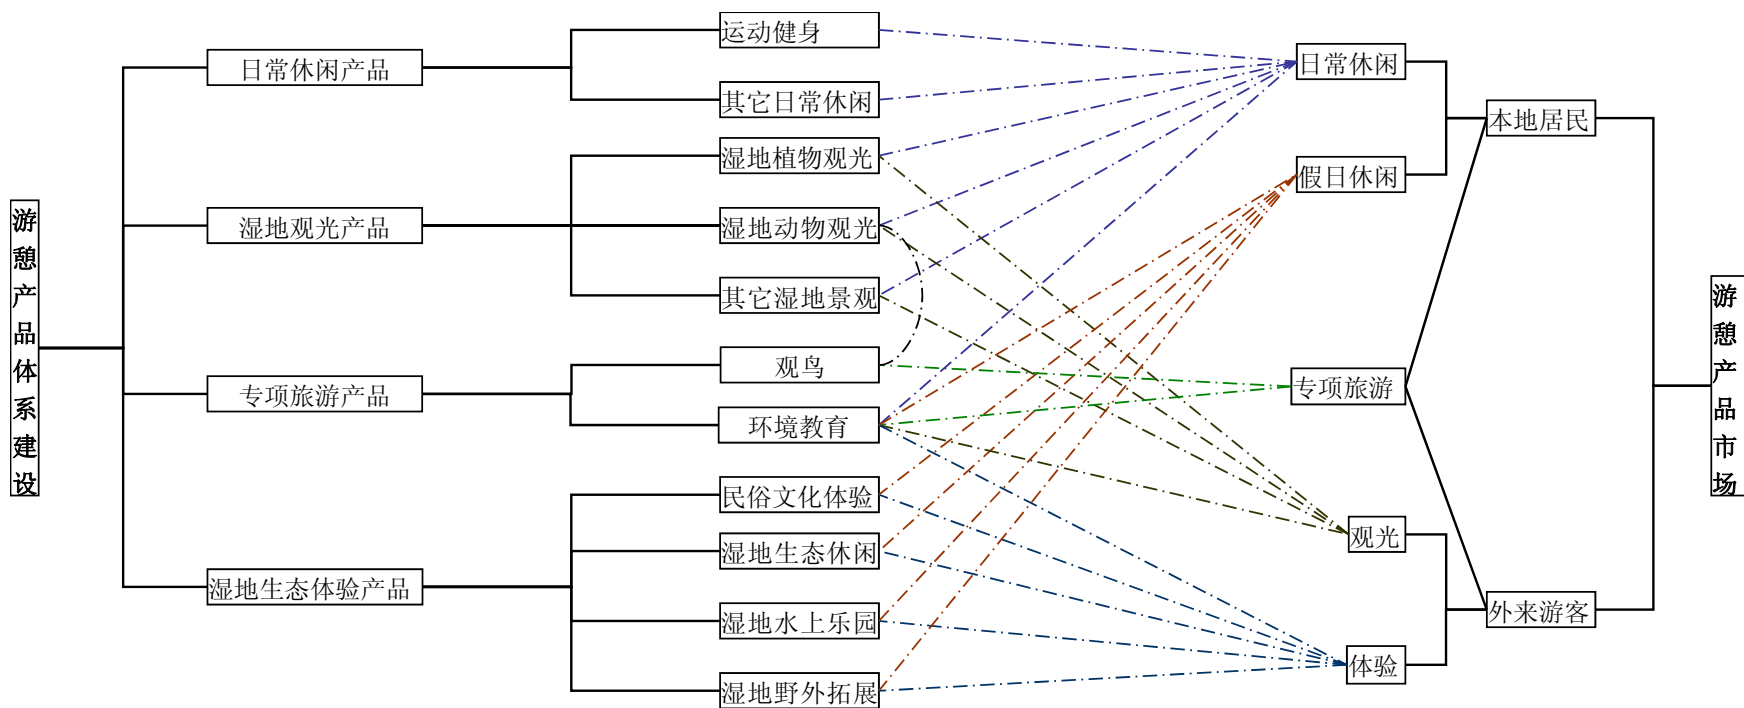 游憩产品体系建设
日常休闲产品
湿地观光产品
专项旅游产品
湿地生态体验产品
运动健身
其它日常休闲
湿地植物观光
湿地动物观光
其它湿地景观
观鸟
环境教育
民俗文化体验
湿地生态休闲
湿地水上乐园
湿地野外拓展
日常休闲
假日休闲
专项旅游
观光
体验
本地居民
外来游客
游憩产品市场